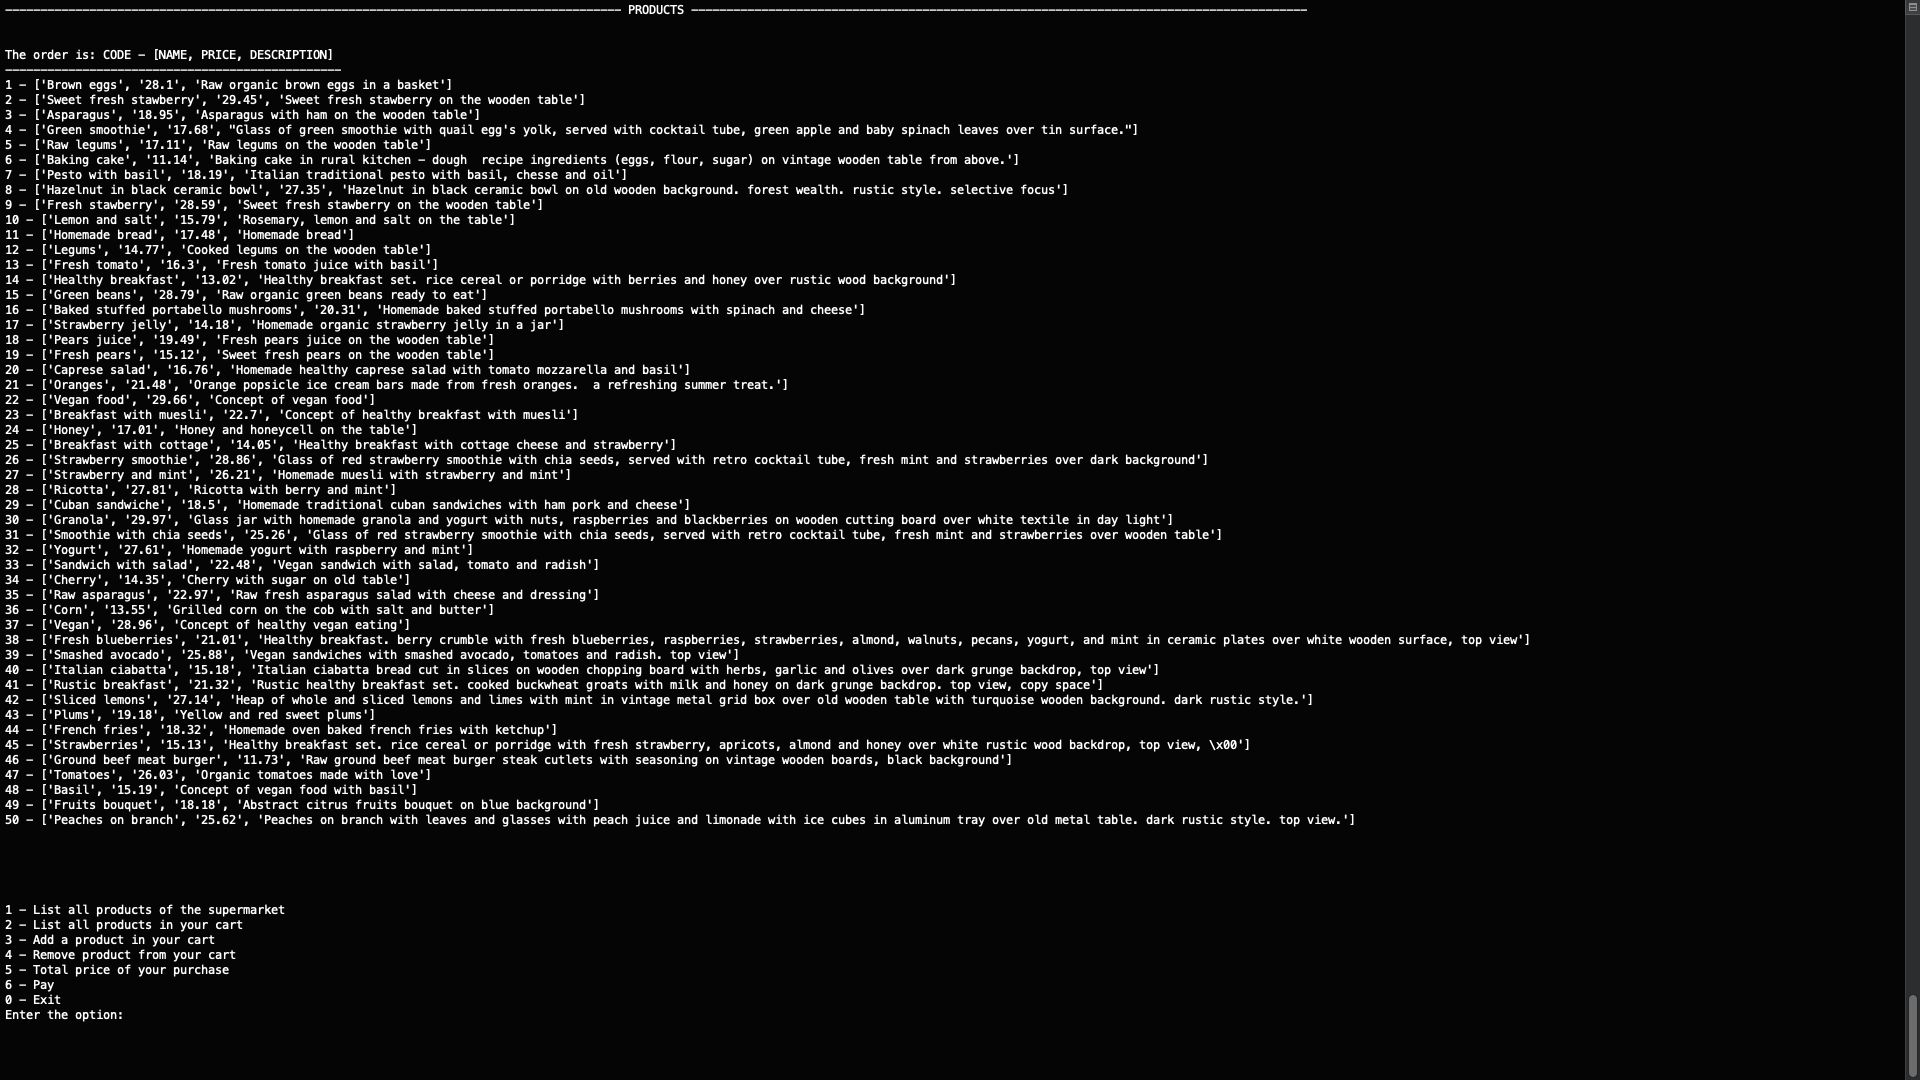 ---------------------------------------------------------------------------------------- PRODUCTS ----------------------------------------------------------------------------------------
The order is: CODE - [NAME, PRICE, DESCRIPTION]
------------------------------------------------
1 - ['Brown eggs', '28.1', 'Raw organic brown eggs in a basket']
2 - ['Sweet fresh stawberry', '29.45', 'Sweet fresh stawberry on the wooden table']
3 - ['Asparagus', '18.95', 'Asparagus with ham on the wooden table']
4 - ['Green smoothie', '17.68', "Glass of green smoothie with quail egg's yolk, served with cocktail tube, green apple and baby spinach leaves over tin surface."]
5 - ['Raw legums', '17.11', 'Raw legums on the wooden table']
6 - ['Baking cake', '11.14', 'Baking cake in rural kitchen - dough  recipe ingredients (eggs, flour, sugar) on vintage wooden table from above.']
7 - ['Pesto with basil', '18.19', 'Italian traditional pesto with basil, chesse and oil']
8 - ['Hazelnut in black ceramic bowl', '27.35', 'Hazelnut in black ceramic bowl on old wooden background. forest wealth. rustic style. selective focus']
9 - ['Fresh stawberry', '28.59', 'Sweet fresh stawberry on the wooden table']
10 - ['Lemon and salt', '15.79', 'Rosemary, lemon and salt on the table']
11 - ['Homemade bread', '17.48', 'Homemade bread']
12 - ['Legums', '14.77', 'Cooked legums on the wooden table']
13 - ['Fresh tomato', '16.3', 'Fresh tomato juice with basil']
14 - ['Healthy breakfast', '13.02', 'Healthy breakfast set. rice cereal or porridge with berries and honey over rustic wood background']
15 - ['Green beans', '28.79', 'Raw organic green beans ready to eat']
16 - ['Baked stuffed portabello mushrooms', '20.31', 'Homemade baked stuffed portabello mushrooms with spinach and cheese']
17 - ['Strawberry jelly', '14.18', 'Homemade organic strawberry jelly in a jar']
18 - ['Pears juice', '19.49', 'Fresh pears juice on the wooden table']
19 - ['Fresh pears', '15.12', 'Sweet fresh pears on the wooden table']
20 - ['Caprese salad', '16.76', 'Homemade healthy caprese salad with tomato mozzarella and basil']
21 - ['Oranges', '21.48', 'Orange popsicle ice cream bars made from fresh oranges.  a refreshing summer treat.']
22 - ['Vegan food', '29.66', 'Concept of vegan food']
23 - ['Breakfast with muesli', '22.7', 'Concept of healthy breakfast with muesli']
24 - ['Honey', '17.01', 'Honey and honeycell on the table']
25 - ['Breakfast with cottage', '14.05', 'Healthy breakfast with cottage cheese and strawberry']
26 - ['Strawberry smoothie', '28.86', 'Glass of red strawberry smoothie with chia seeds, served with retro cocktail tube, fresh mint and strawberries over dark background']
27 - ['Strawberry and mint', '26.21', 'Homemade muesli with strawberry and mint']
28 - ['Ricotta', '27.81', 'Ricotta with berry and mint']
29 - ['Cuban sandwiche', '18.5', 'Homemade traditional cuban sandwiches with ham pork and cheese']
30 - ['Granola', '29.97', 'Glass jar with homemade granola and yogurt with nuts, raspberries and blackberries on wooden cutting board over white textile in day light']
31 - ['Smoothie with chia seeds', '25.26', 'Glass of red strawberry smoothie with chia seeds, served with retro cocktail tube, fresh mint and strawberries over wooden table']
32 - ['Yogurt', '27.61', 'Homemade yogurt with raspberry and mint']
33 - ['Sandwich with salad', '22.48', 'Vegan sandwich with salad, tomato and radish']
34 - ['Cherry', '14.35', 'Cherry with sugar on old table']
35 - ['Raw asparagus', '22.97', 'Raw fresh asparagus salad with cheese and dressing']
36 - ['Corn', '13.55', 'Grilled corn on the cob with salt and butter']
37 - ['Vegan', '28.96', 'Concept of healthy vegan eating']
38 - ['Fresh blueberries', '21.01', 'Healthy breakfast. berry crumble with fresh blueberries, raspberries, strawberries, almond, walnuts, pecans, yogurt, and mint in ceramic plates over white wooden surface, top view']
39 - ['Smashed avocado', '25.88', 'Vegan sandwiches with smashed avocado, tomatoes and radish. top view']
40 - ['Italian ciabatta', '15.18', 'Italian ciabatta bread cut in slices on wooden chopping board with herbs, garlic and olives over dark grunge backdrop, top view']
41 - ['Rustic breakfast', '21.32', 'Rustic healthy breakfast set. cooked buckwheat groats with milk and honey on dark grunge backdrop. top view, copy space']
42 - ['Sliced lemons', '27.14', 'Heap of whole and sliced lemons and limes with mint in vintage metal grid box over old wooden table with turquoise wooden background. dark rustic style.']
43 - ['Plums', '19.18', 'Yellow and red sweet plums']
44 - ['French fries', '18.32', 'Homemade oven baked french fries with ketchup']
45 - ['Strawberries', '15.13', 'Healthy breakfast set. rice cereal or porridge with fresh strawberry, apricots, almond and honey over white rustic wood backdrop, top view, \x00']
46 - ['Ground beef meat burger', '11.73', 'Raw ground beef meat burger steak cutlets with seasoning on vintage wooden boards, black background']
47 - ['Tomatoes', '26.03', 'Organic tomatoes made with love']
48 - ['Basil', '15.19', 'Concept of vegan food with basil']
49 - ['Fruits bouquet', '18.18', 'Abstract citrus fruits bouquet on blue background']
50 - ['Peaches on branch', '25.62', 'Peaches on branch with leaves and glasses with peach juice and limonade with ice cubes in aluminum tray over old metal table. dark rustic style. top view.']
1 - List all products of the supermarket
2 - List all products in your cart
3 - Add a product in your cart
4 - Remove product from your cart
5 - Total price of your purchase
6 - Pay
0 - Exit
Enter the option: